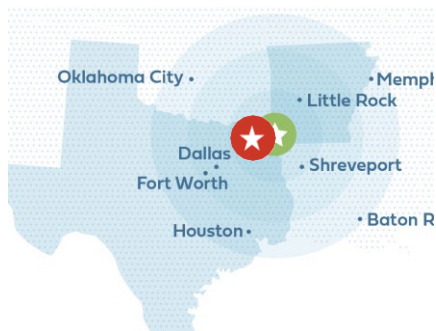 Oklahoma City
Memph
Little Rock
Dallas
Shreveport
Fort Worth
Baton R
Houston